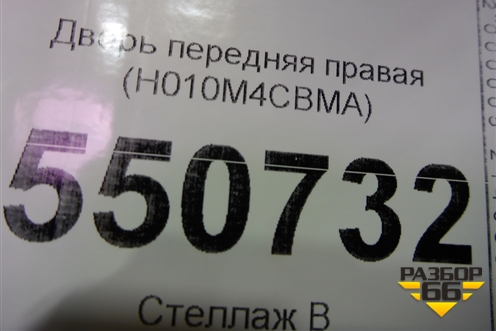 Дверь передняя правая
(H010M4CBMA)
550732
Стеллаж В
РАЗБОР
66